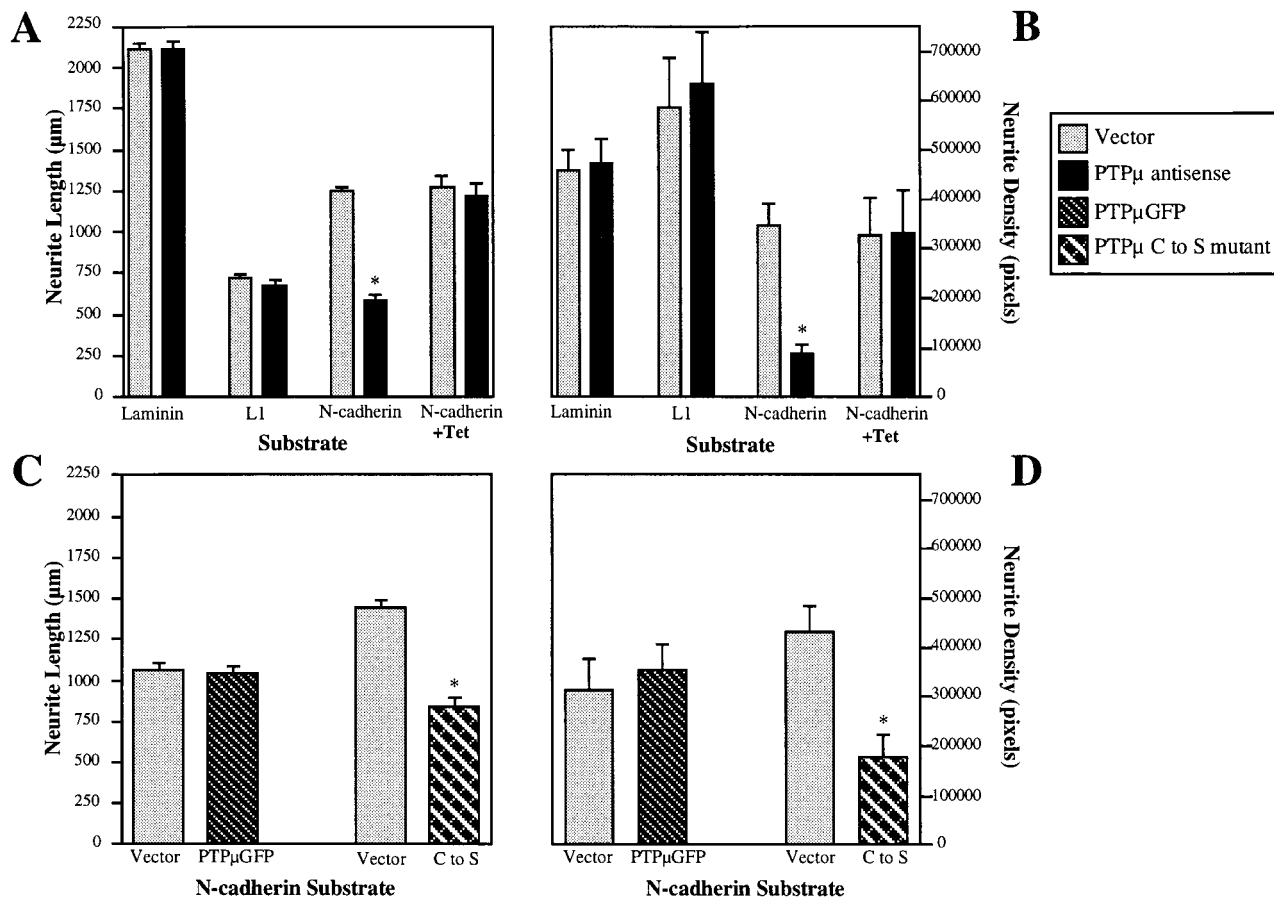 A
Neurite Length (µm)
2250
2000
1750
1500
1250
1000
750
500
250
0
*
Laminin
L1
N-cadherin
N-cadherin
+Tet
Substrate
B
Neurite Density (pixels)
700000
600000
500000
400000
300000
200000
100000
0
*
Laminin
L1
N-cadherin
N-cadherin
+Tet
Substrate
Vector
PTPµ antisense
PTPµGFP
PTPµ C to S mutant
C
Neurite Length (µm)
2250
2000
1750
1500
1250
1000
750
500
250
0
*
Vector
PTPµGFP
Vector
C to S
N-cadherin Substrate
D
Neurite Density (pixels)
700000
600000
500000
400000
300000
200000
100000
0
*
Vector
PTPµGFP
Vector
C to S
N-cadherin Substrate